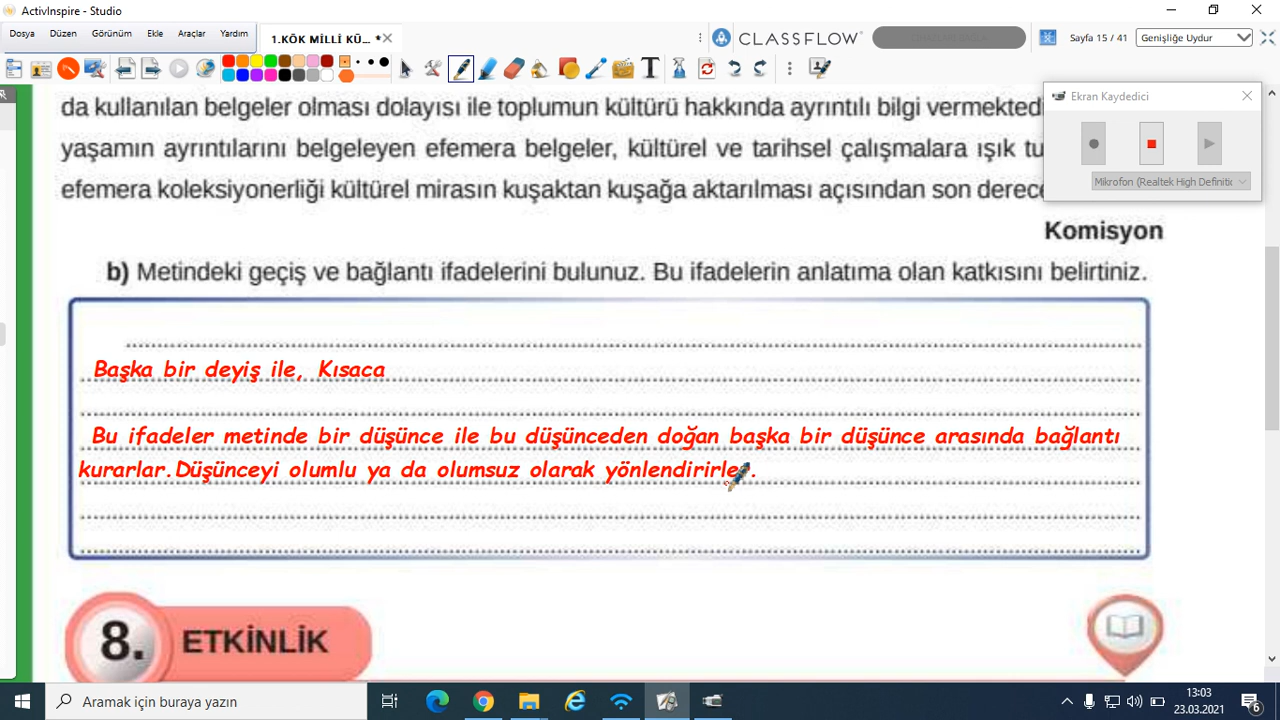 ActivInspire - Studio
Dosya Düzen Görünüm Ekle Araçlar Yardım
1.KÖK MİLLÎ KÜ... *
CLASSFLOW
Sayfa 15 / 41
Genişliğe Uydur
Ekran Kaydedici
Mikrofon (Realtek High Definitic
da kullanılan belgeler olması dolayısı ile toplumun kültürü hakkında ayrıntılı bilgi vermektedi
yaşamın ayrıntılarını belgeleyen efemera belgeler, kültürel ve tarihsel çalışmalara ışık tu
efemera koleksiyonerliği kültürel mirasın kuşaktan kuşağa aktarılması açısından son derece
Komisyon
b) Metindeki geçiş ve bağlantı ifadelerini bulunuz. Bu ifadelerin anlatıma olan katkısını belirtiniz.
Başka bir deyiş ile, Kısaca
Bu ifadeler metinde bir düşünce ile bu düşünceden doğan başka bir düşünce arasında bağlantı
kurarlar.Düşünceyi olumlu ya da olumsuz olarak yönlendirirler.
8. ETKİNLİK
Aramak için buraya yazın
13:03
23.03.2021
6